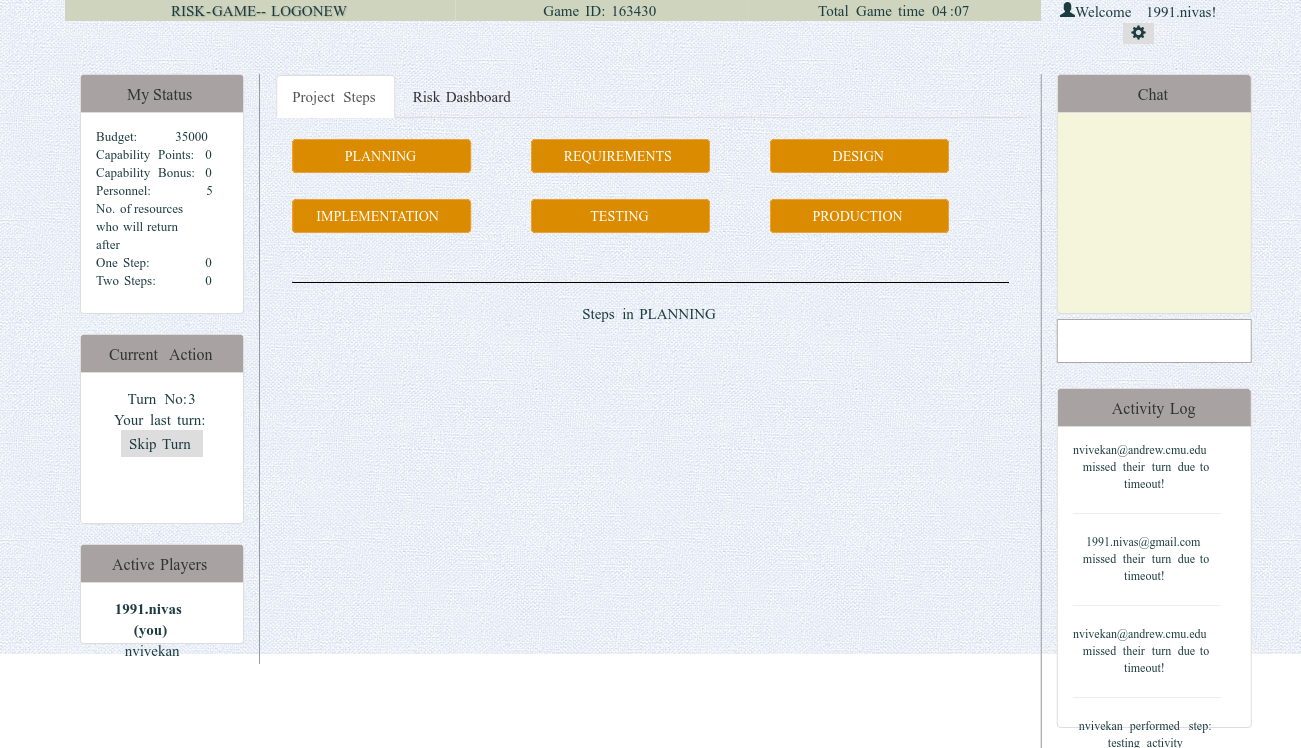 RISK-GAME-- LOGONEW
Game ID: 163430
Total Game time 04:07
Welcome 1991.nivas!
My Status
Budget: 35000
Capability Points: 0
Capability Bonus: 0
Personnel: 5
No. of resources
who will return
after
One Step: 0
Two Steps: 0
Current Action
Turn No:3
Your last turn:
Skip Turn
Active Players
1991.nivas
(you)
nvivekan
Project Steps
Risk Dashboard
PLANNING
REQUIREMENTS
DESIGN
IMPLEMENTATION
TESTING
PRODUCTION
Steps in PLANNING
Chat
Activity Log
nvivekan@andrew.cmu.edu
missed their turn due to
timeout!
1991.nivas@gmail.com
missed their turn due to
timeout!
nvivekan@andrew.cmu.edu
missed their turn due to
timeout!
nvivekan performed step:
testing activity